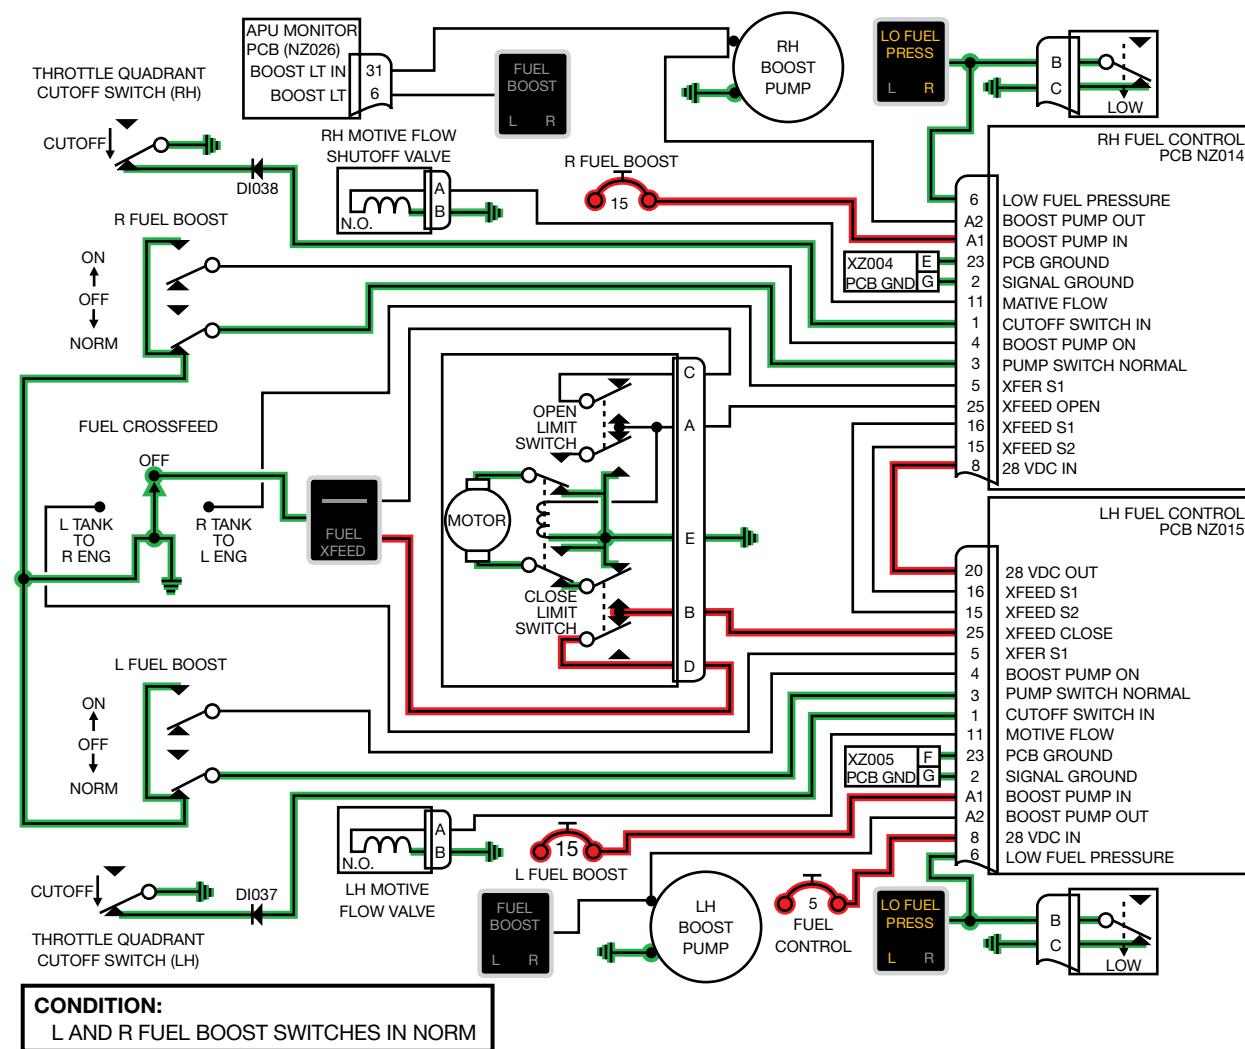 APU MONITOR
PCB (NZ026)
BOOST LT IN 31
BOOST LT 6
FUEL
BOOST
L R
RH
BOOST
PUMP
LO FUEL
PRESS
L R
B
C
LOW
THROTTLE QUADRANT
CUTOFF SWITCH (RH)
CUTOFF
DI038
RH MOTIVE FLOW
SHUTOFF VALVE
A
B
N.O.
R FUEL BOOST
15
RH FUEL CONTROL
PCB NZ014
6 LOW FUEL PRESSURE
A2 BOOST PUMP OUT
A1 BOOST PUMP IN
23 PCB GROUND
2 SIGNAL GROUND
11 MATIVE FLOW
1 CUTOFF SWITCH IN
4 BOOST PUMP ON
3 PUMP SWITCH NORMAL
5 XFER S1
25 XFEED OPEN
16 XFEED S1
15 XFEED S2
8 28 VDC IN
XZ004 E
PCB GND G
R FUEL BOOST
ON
OFF
NORM
FUEL CROSSFEED
OFF
L TANK
TO
R ENG
R TANK
TO
L ENG
FUEL
XFEED
OPEN
LIMIT
SWITCH
MOTOR
CLOSE
LIMIT
SWITCH
C
A
E
B
D
LH FUEL CONTROL
PCB NZ015
20 28 VDC OUT
16 XFEED S1
15 XFEED S2
25 XFEED CLOSE
5 XFER S1
4 BOOST PUMP ON
3 PUMP SWITCH NORMAL
1 CUTOFF SWITCH IN
11 MOTIVE FLOW
23 PCB GROUND
2 SIGNAL GROUND
A1 BOOST PUMP IN
A2 BOOST PUMP OUT
8 28 VDC IN
6 LOW FUEL PRESSURE
XZ005 F
PCB GND G
L FUEL BOOST
ON
OFF
NORM
A
B
N.O.
LH MOTIVE
FLOW VALVE
15
L FUEL BOOST
5
FUEL
CONTROL
CUTOFF
DI037
THROTTLE QUADRANT
CUTOFF SWITCH (LH)
FUEL
BOOST
L R
LH
BOOST
PUMP
LO FUEL
PRESS
L R
B
C
LOW
CONDITION:
L AND R FUEL BOOST SWITCHES IN NORM